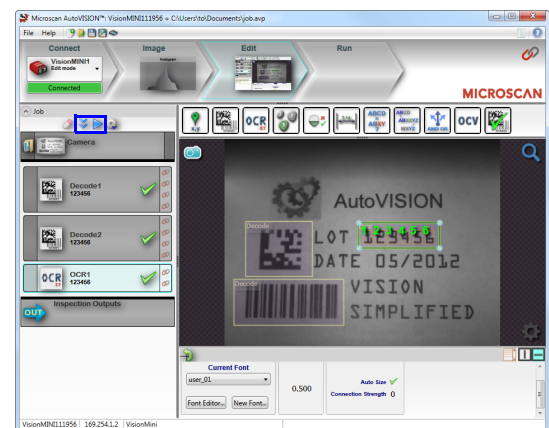 Microscan AutoVISION™: VisionMINI111956 = C:\Users\to\Documents\job.avp
File Help
Connect Image Edit Run
VisionMINI1
Edit mode
Connected
MICROSCAN
Job
Camera
Decode1
123456
Decode2
123456
OCR
OCR1
123456
OUT
Inspection Outputs
X,Y
OCR
OCV
AND OR
AutoVISION
Decode
LOT 123456
DATE 05/2012
Decode
VISION
SIMPLIFIED
Current Font
user_01
Font Editor... New Font...
0.500
Auto Size
Connection Strength 0
VisionMINI111956 169.254.1.2 VisionMini